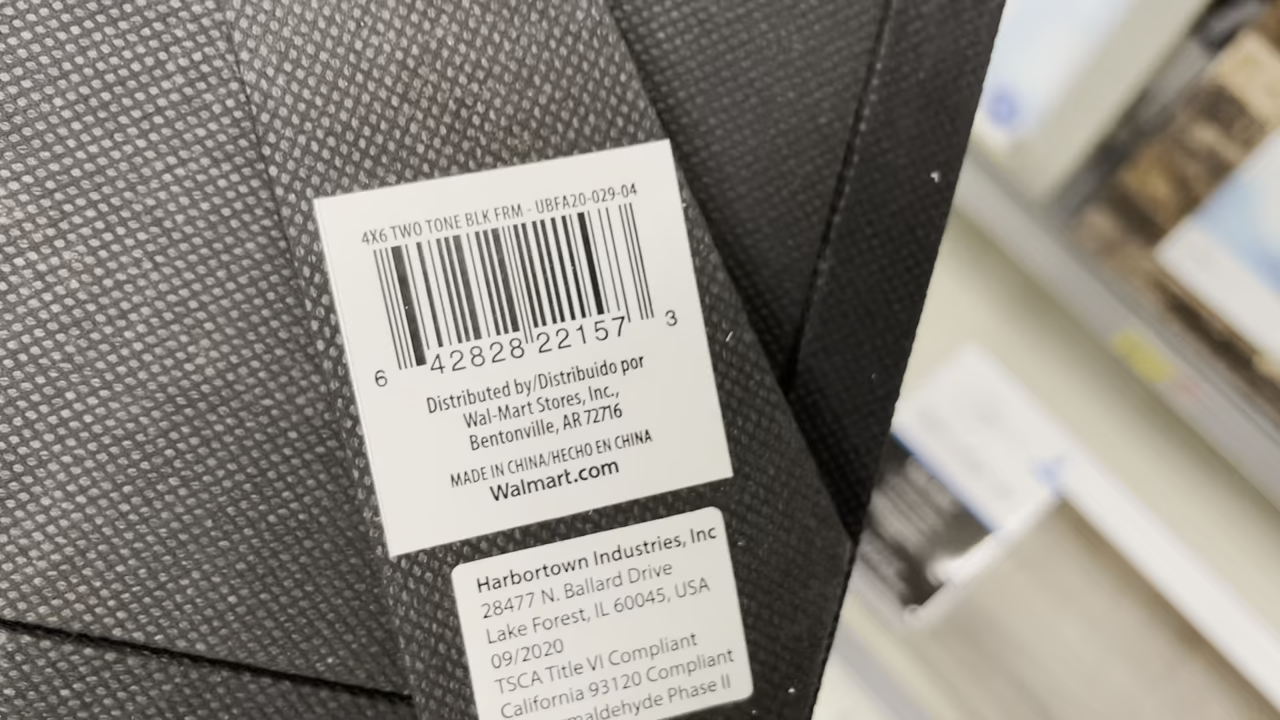 4X6 TWO TONE BLK FRM - UBFA20-029-04
6 42828 22157 3
Distributed by/Distribuido por
Wal-Mart Stores, Inc.,
Bentonville, AR 72716
MADE IN CHINA/HECHO EN CHINA
Walmart.com
Harbortown Industries, Inc
28477 N. Ballard Drive
Lake Forest, IL 60045, USA
09/2020
TSCA Title VI Compliant
California 93120 Compliant
Phase II